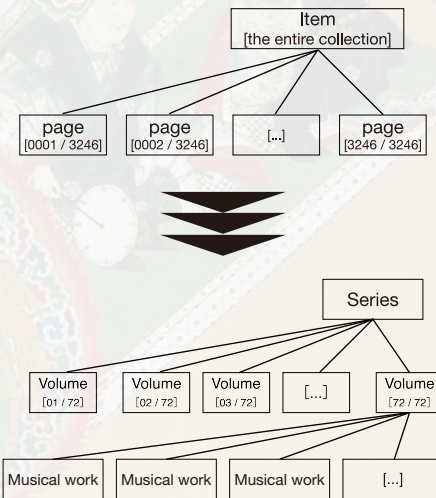 Item
[the entire collection]
page
[0001 / 3246]
page
[0002 / 3246]
[...]
page
[3246 / 3246]
Series
Volume
[01 / 72]
Volume
[02 / 72]
Volume
[03 / 72]
[...]
Volume
[72 / 72]
Musical work
Musical work
Musical work
[...]